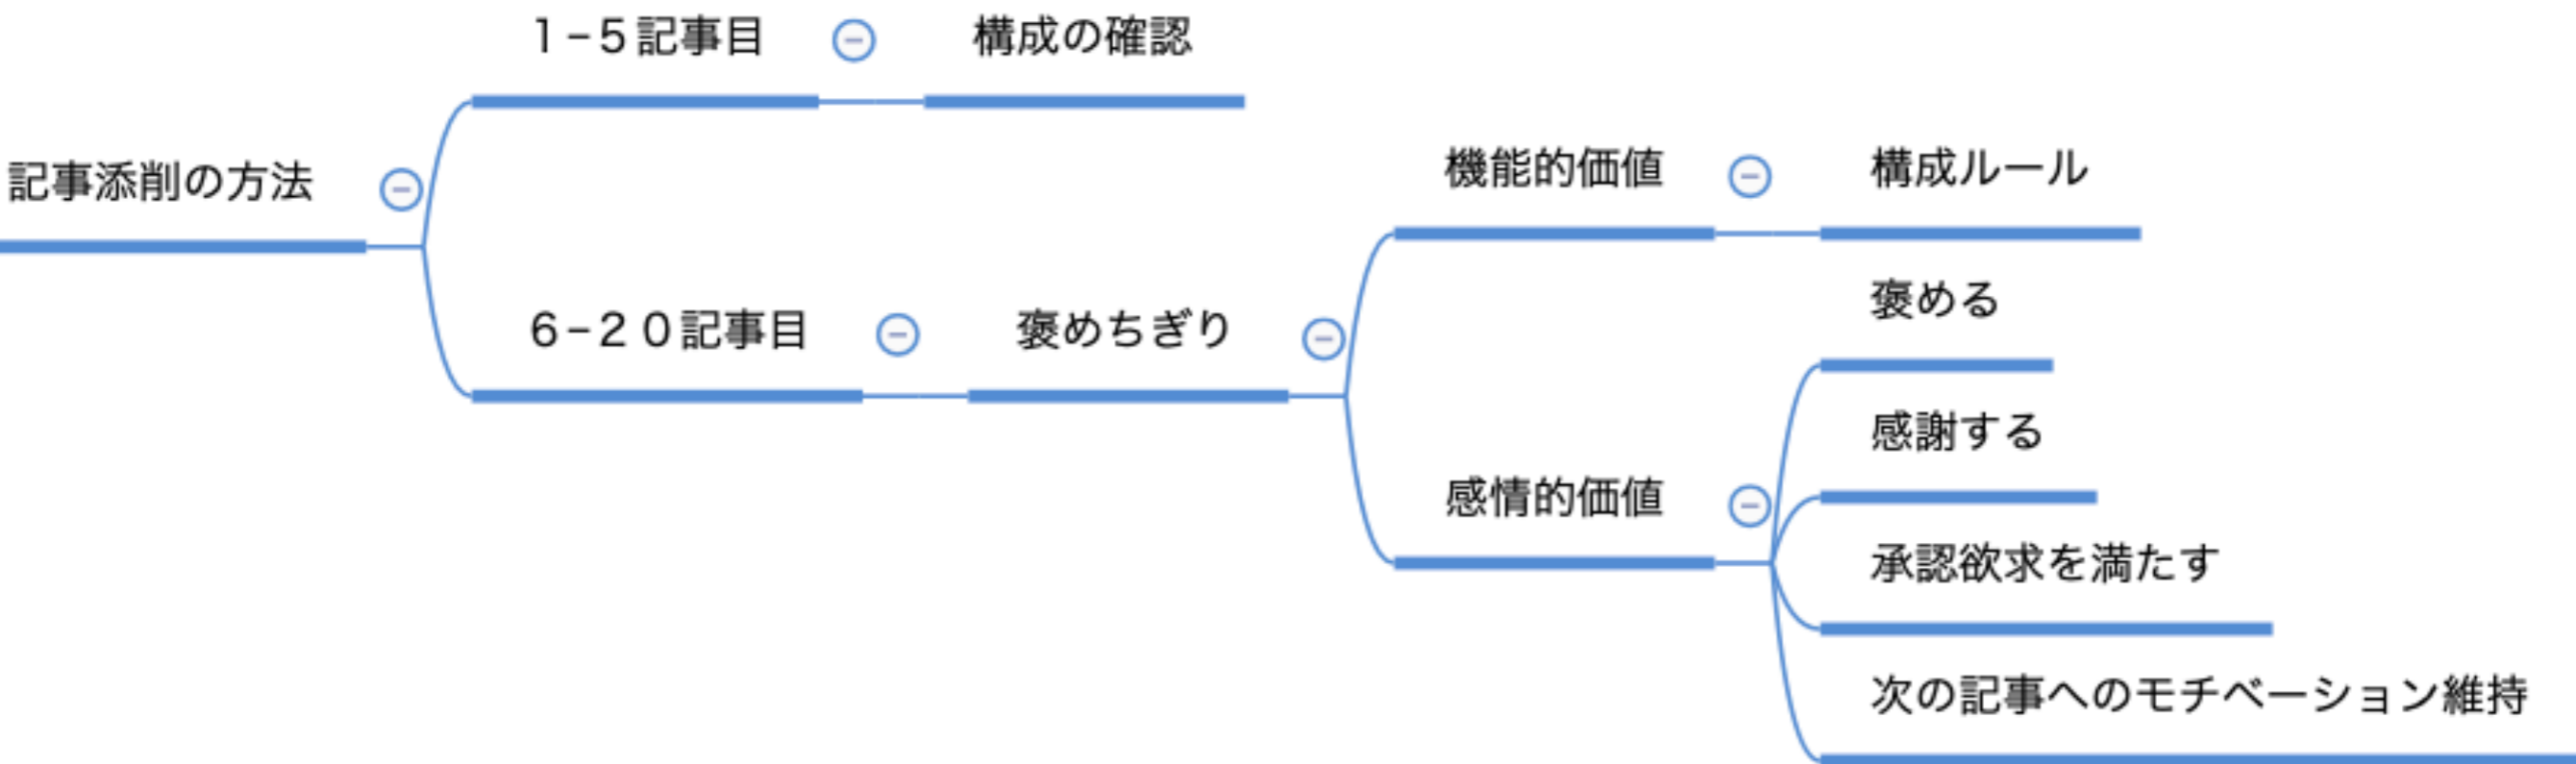 1−5記事目
構成の確認
記事添削の方法
機能的価値
構成ルール
褒める
6−20記事目
褒めちぎり
感謝する
感情的価値
承認欲求を満たす
次の記事へのモチベーション維持